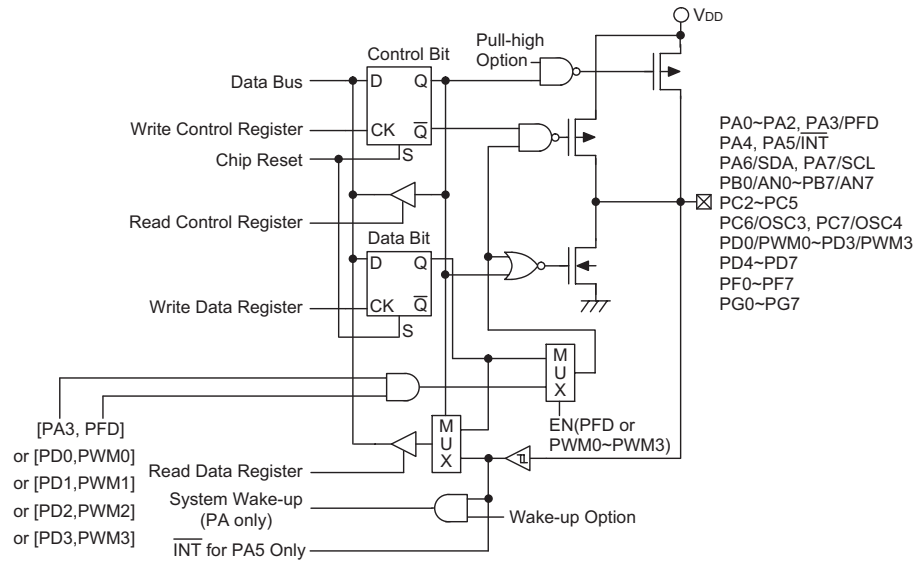 VDD
Pull-high
Option
Control Bit
Data Bus
D
Q
Write Control Register
CK
Q̅
Chip Reset
S
Read Control Register
Data Bit
D
Q
Write Data Register
CK
Q̅
S
M
U
X
EN(PFD or
PWM0~PWM3)
[PA3, PFD]
or [PD0,PWM0]
or [PD1,PWM1]
or [PD2,PWM2]
or [PD3,PWM3]
M
U
X
Read Data Register
System Wake-up
(PA only)
Wake-up Option
I̅N̅T̅ for PA5 Only
PA0~PA2, PA3/PFD
PA4, PA5/I̅N̅T̅
PA6/SDA, PA7/SCL
PB0/AN0~PB7/AN7
PC2~PC5
PC6/OSC3, PC7/OSC4
PD0/PWM0~PD3/PWM3
PD4~PD7
PF0~PF7
PG0~PG7